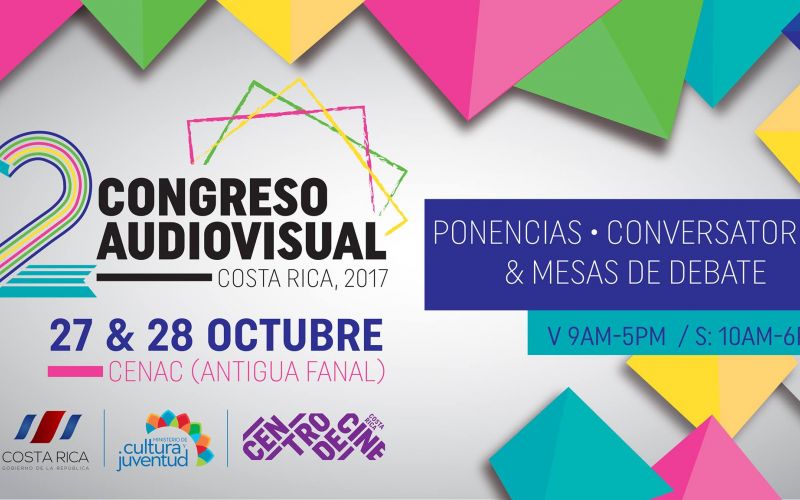 2
CONGRESO
AUDIOVISUAL
COSTA RICA, 2017
27 & 28 OCTUBRE
CENAC (ANTIGUA FANAL)
PONENCIAS • CONVERSATOR
& MESAS DE DEBATE
V 9AM-5PM / S: 10AM-6
COSTA RICA
GOBIERNO DE LA REPÚBLICA
MINISTERIO DE
cultura y
juventud
CENTRO
DE CINE
COSTA
RICA